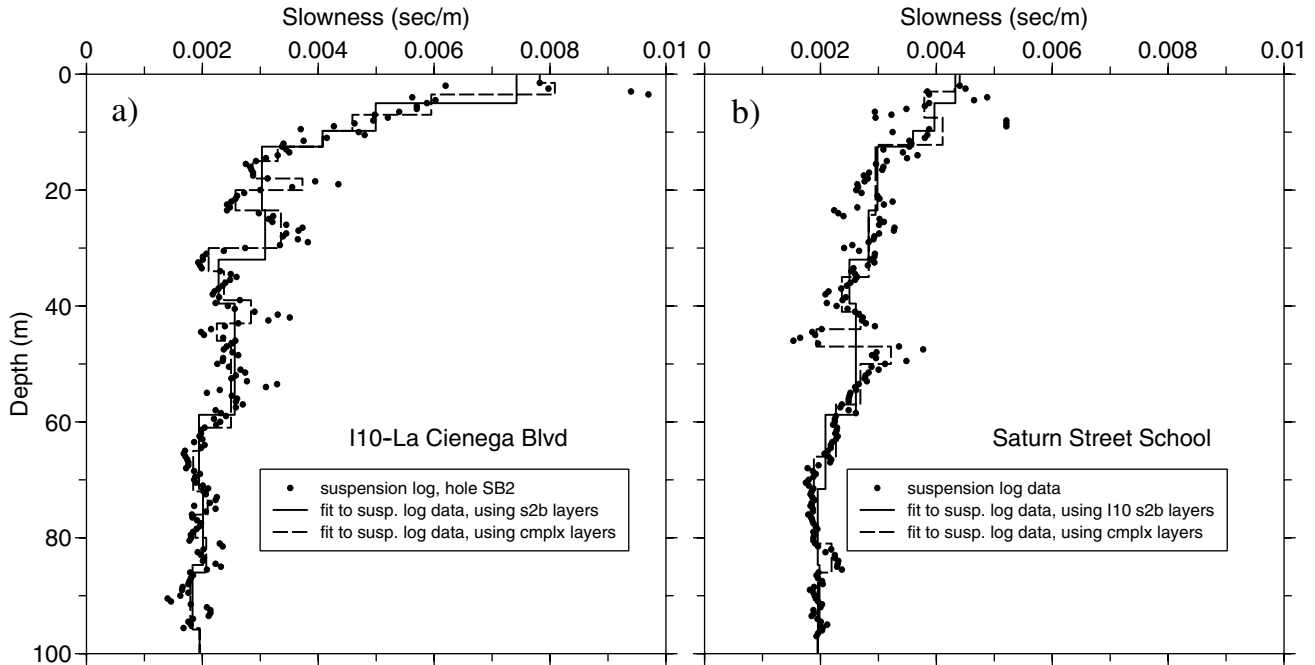 Slowness (sec/m)
0 0.002 0.004 0.006 0.008 0.01
a)
0
20
40
60
80
100
Depth (m)
I10-La Cienega Blvd
suspension log, hole SB2
fit to susp. log data, using s2b layers
fit to susp. log data, using cmplx layers
Slowness (sec/m)
0 0.002 0.004 0.006 0.008 0.01
b)
Saturn Street School
suspension log data
fit to susp. log data, using I10 s2b layers
fit to susp. log data, using cmplx layers